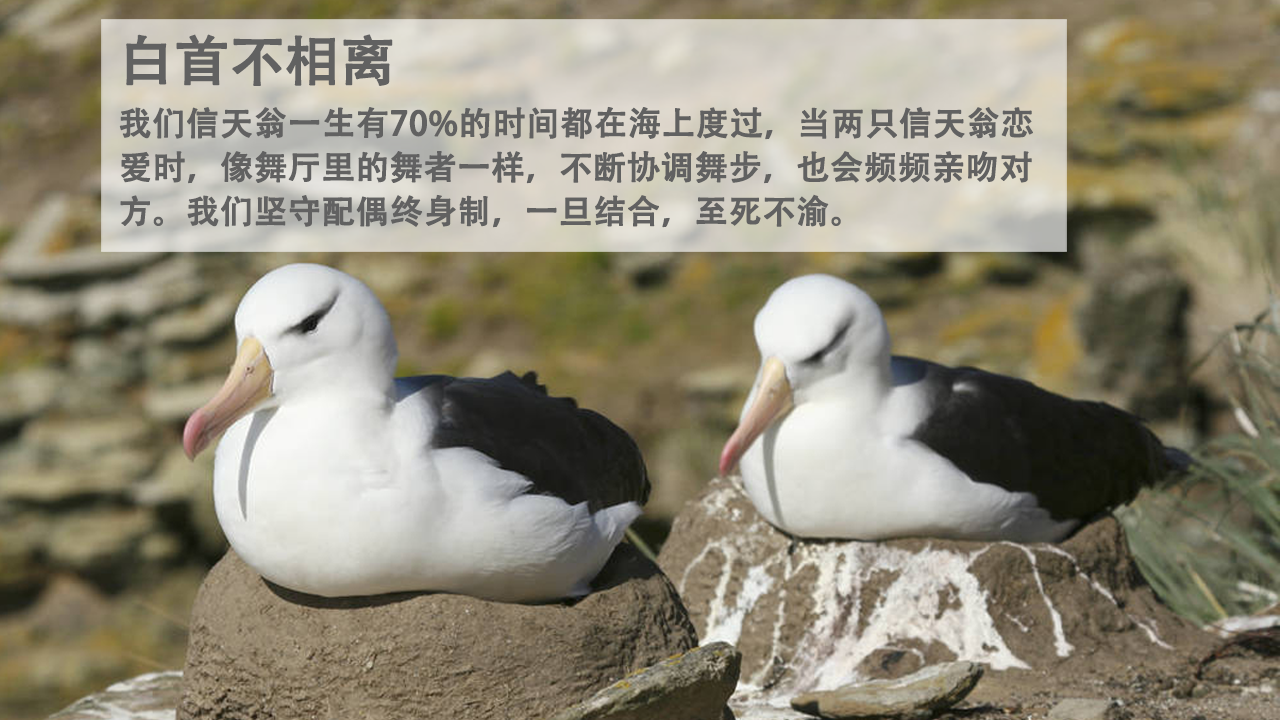 白首不相离
我们信天翁一生有70%的时间都在海上度过，当两只信天翁恋
爱时，像舞厅里的舞者一样，不断协调舞步，也会频频亲吻对
方。我们坚守配偶终身制，一旦结合，至死不渝。